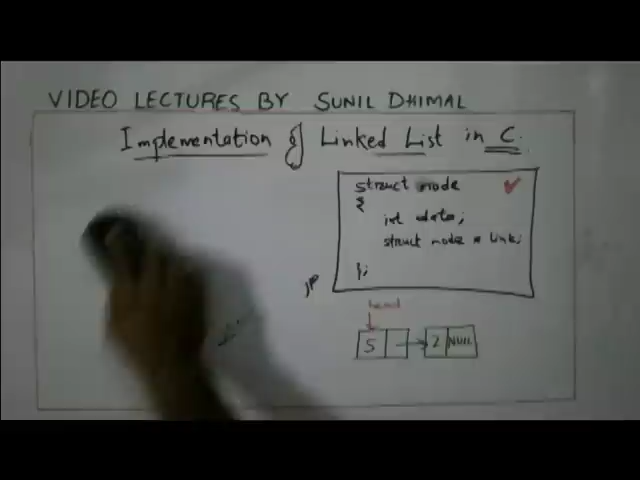 VIDEO LECTURES BY SUNIL DHIMAL
Implementation of Linked List in C.
struct node
{
int data;
struct node * link;
};
head
5 2 NULL